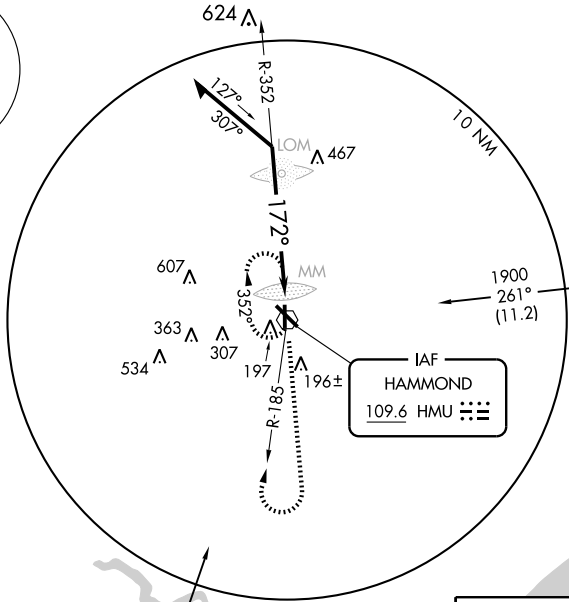 624
R-352
127°
307°
LOM
467
10 NM
172°
607
MM
352°
1900
261°
(11.2)
363
307
534
197
196±
R-185
IAF
HAMMOND
109.6 HMU